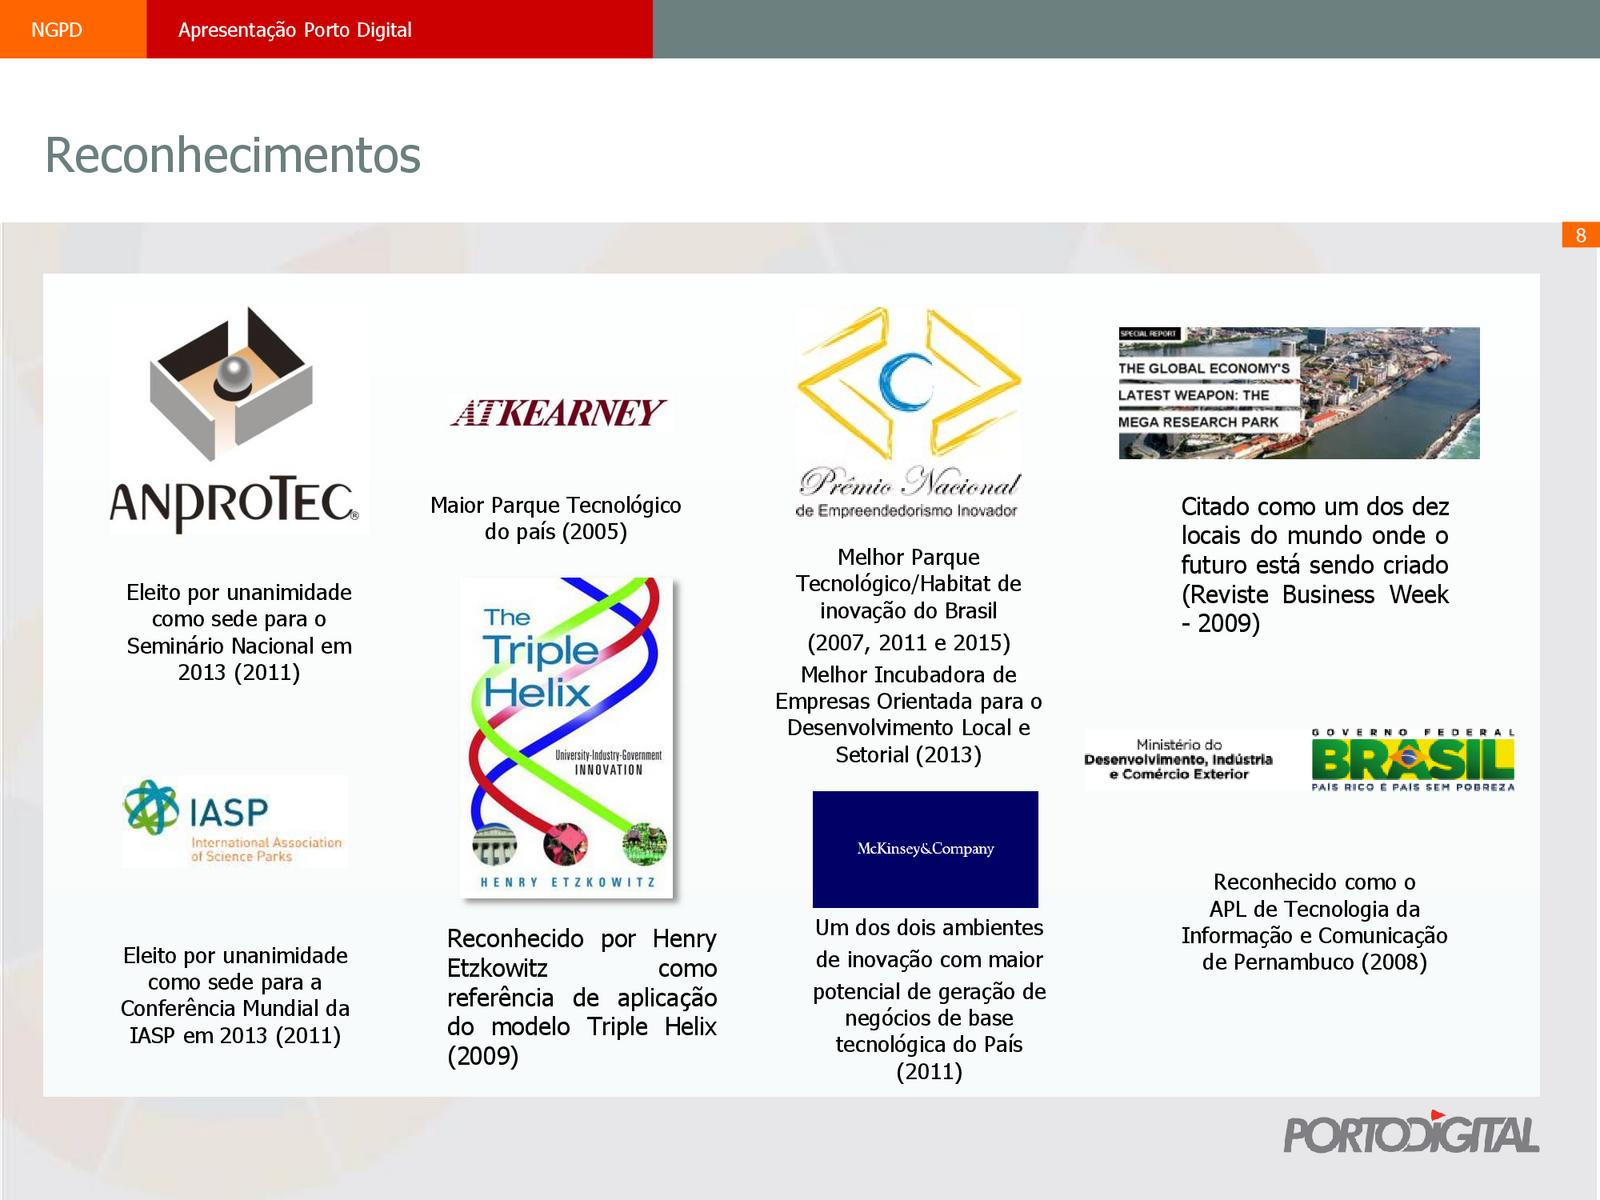 NGPD
Apresentação Porto Digital
Reconhecimentos
8
ANPROTEC®
Eleito por unanimidade
como sede para o
Seminário Nacional em
2013 (2011)
IASP
International Association
of Science Parks
Eleito por unanimidade
como sede para a
Conferência Mundial da
IASP em 2013 (2011)
ATKEARNEY
Maior Parque Tecnológico
do país (2005)
The
Triple
Helix
University-Industry-Government
INNOVATION
HENRY ETZKOWITZ
Reconhecido por Henry
Etzkowitz como
referência de aplicação
do modelo Triple Helix
(2009)
Prêmio Nacional
de Empreendedorismo Inovador
Melhor Parque
Tecnológico/Habitat de
inovação do Brasil
(2007, 2011 e 2015)
Melhor Incubadora de
Empresas Orientada para o
Desenvolvimento Local e
Setorial (2013)
McKinsey&Company
Um dos dois ambientes
de inovação com maior
potencial de geração de
negócios de base
tecnológica do País
(2011)
SPECIAL REPORT
THE GLOBAL ECONOMY'S
LATEST WEAPON: THE
MEGA RESEARCH PARK
Citado como um dos dez
locais do mundo onde o
futuro está sendo criado
(Reviste Business Week
- 2009)
Ministério do
Desenvolvimento, Indústria
e Comércio Exterior
GOVERNO FEDERAL
BRASIL
PAÍS RICO É PAÍS SEM POBREZA
Reconhecido como o
APL de Tecnologia da
Informação e Comunicação
de Pernambuco (2008)
PORTODIGITAL